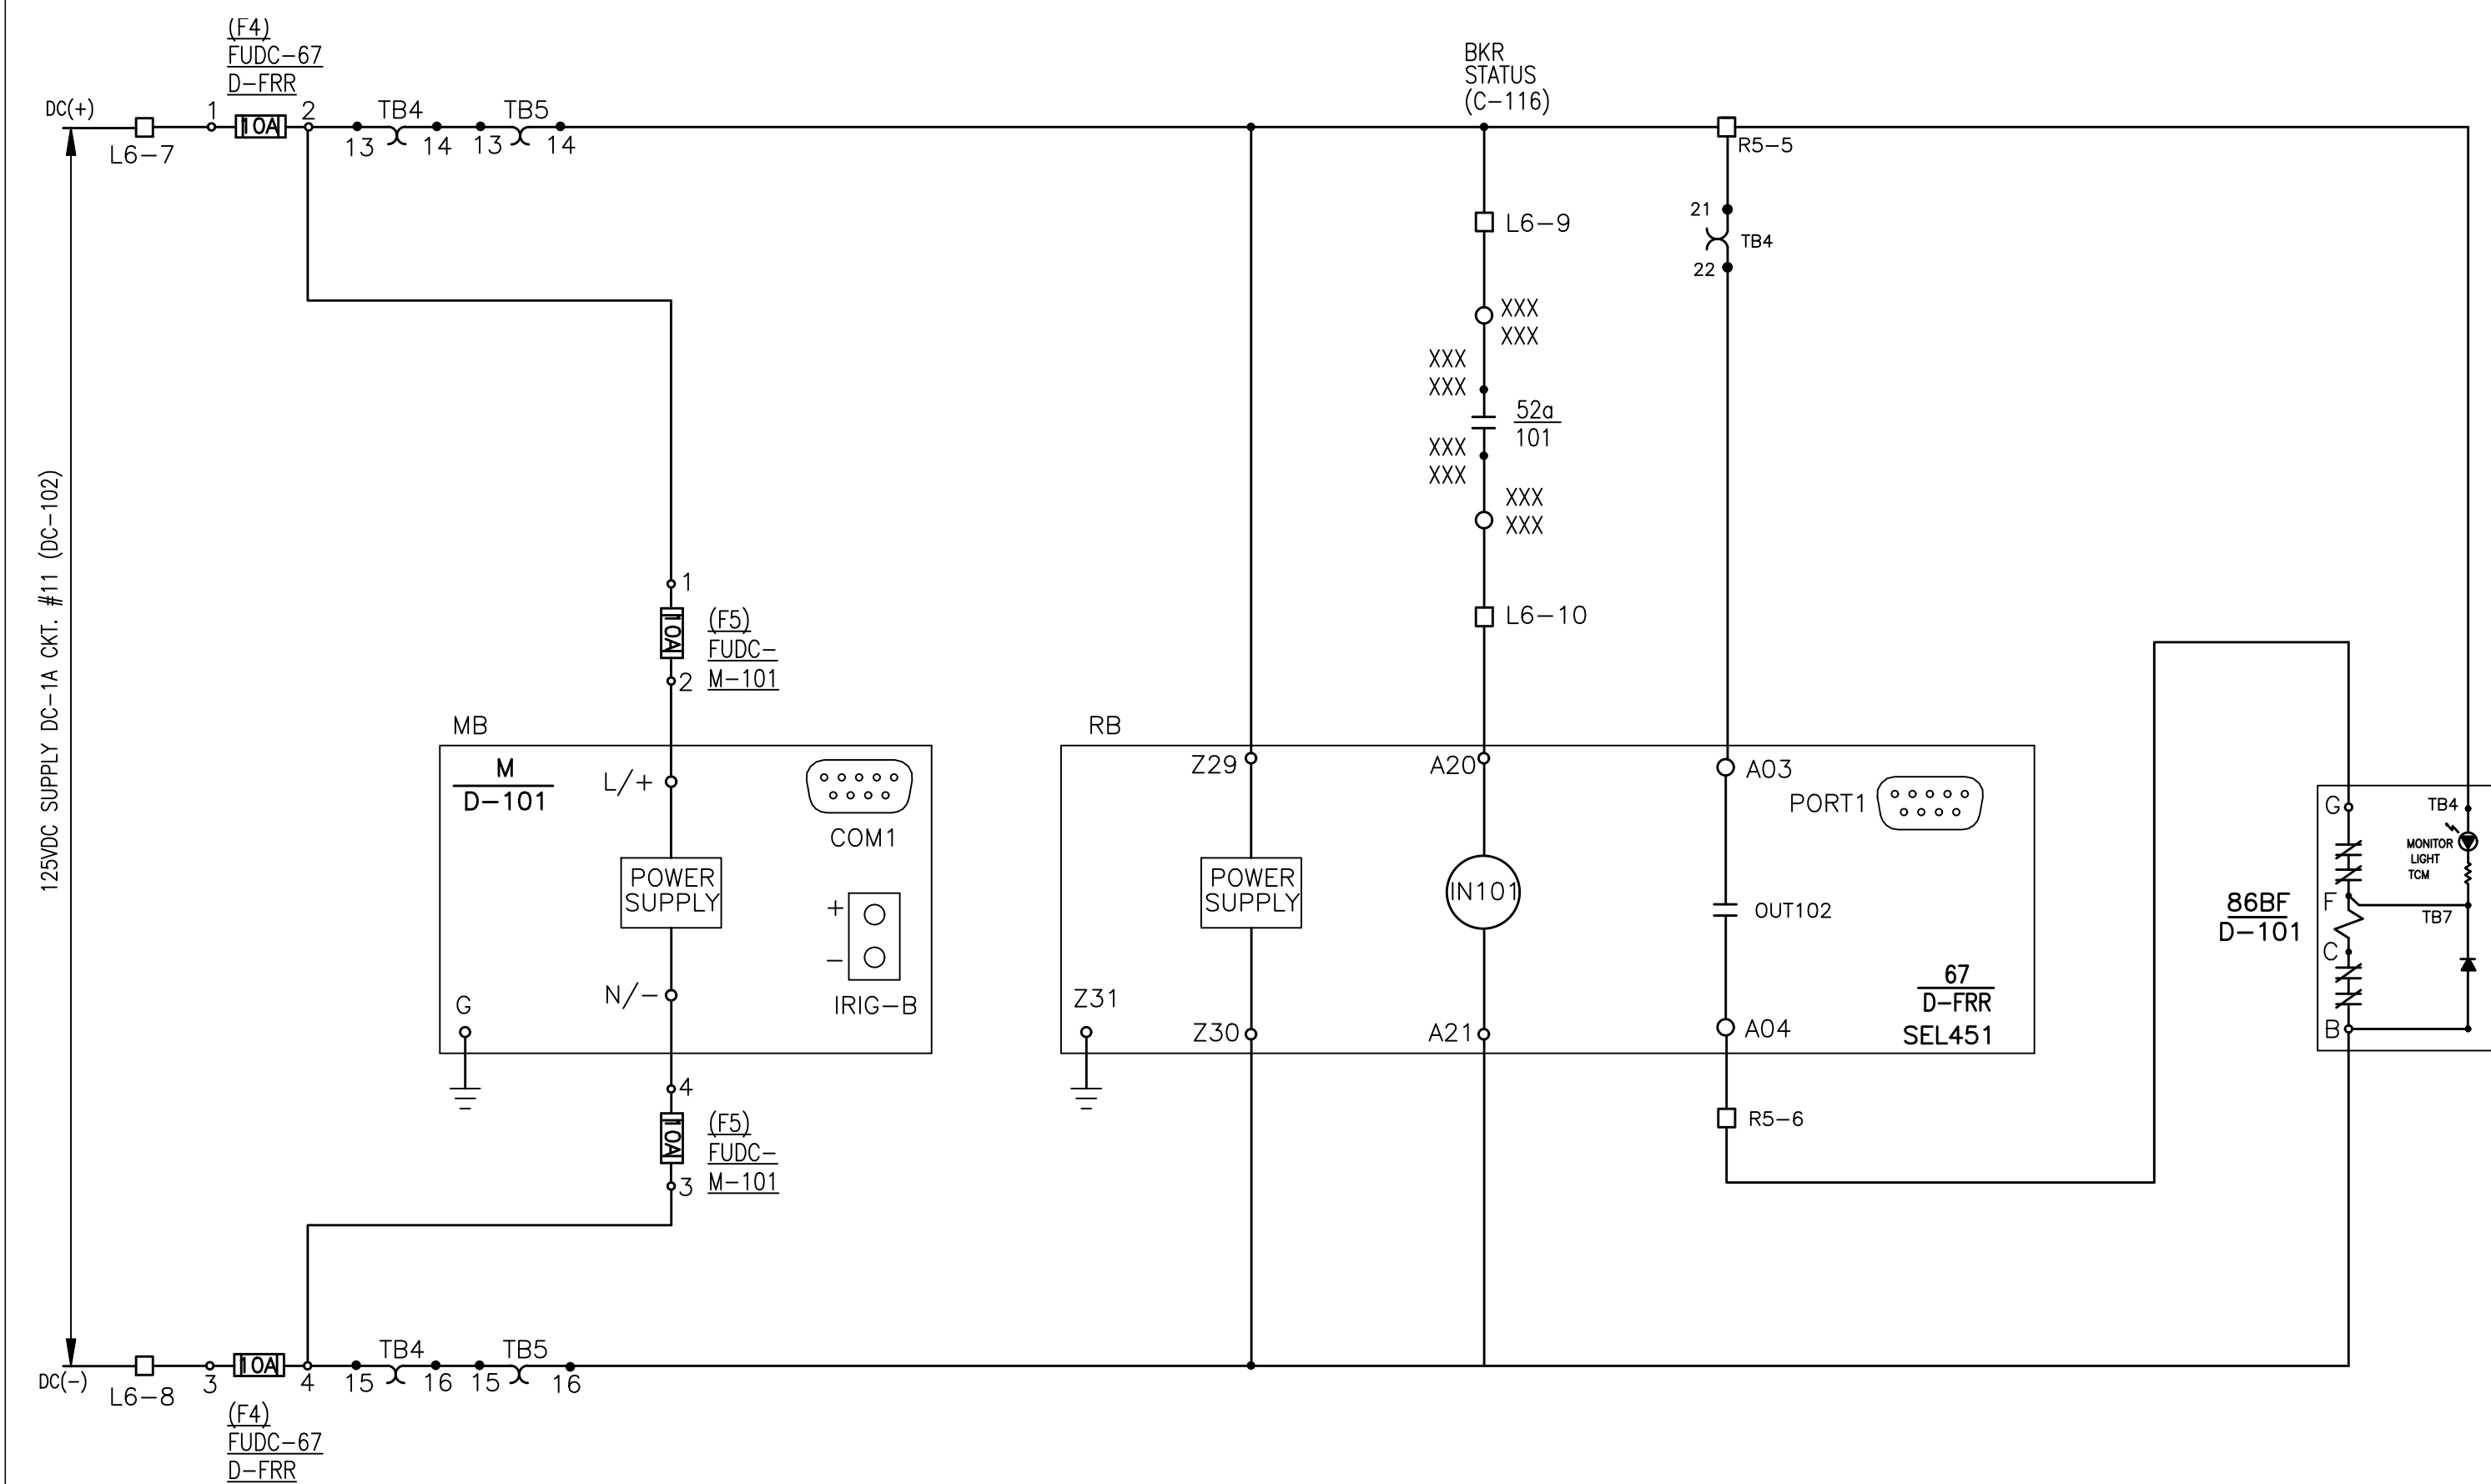 (F4)
FUDC-67
D-FRR
DC(+)
L6-7
1
10A
2
TB4
13
14
TB5
13
14
BKR
STATUS
(C-116)
R5-5
21
TB4
22
L6-9
XXX
XXX
XXX
XXX
52a
101
XXX
XXX
XXX
XXX
L6-10
125VDC SUPPLY DC-1A CKT. #11 (DC-102)
1
10A
2
(F5)
FUDC-
M-101
MB
M
D-101
L/+
COM1
POWER
SUPPLY
+
-
IRIG-B
N/-
G
4
10A
3
(F5)
FUDC-
M-101
RB
Z29
A20
A03
PORT1
POWER
SUPPLY
IN101
OUT102
Z31
Z30
A21
A04
67
D-FRR
SEL451
R5-6
86BF
D-101
G
TB4
MONITOR
LIGHT
TCM
F
TB7
C
B
DC(-)
L6-8
3
10A
4
TB4
15
16
TB5
15
16
(F4)
FUDC-67
D-FRR